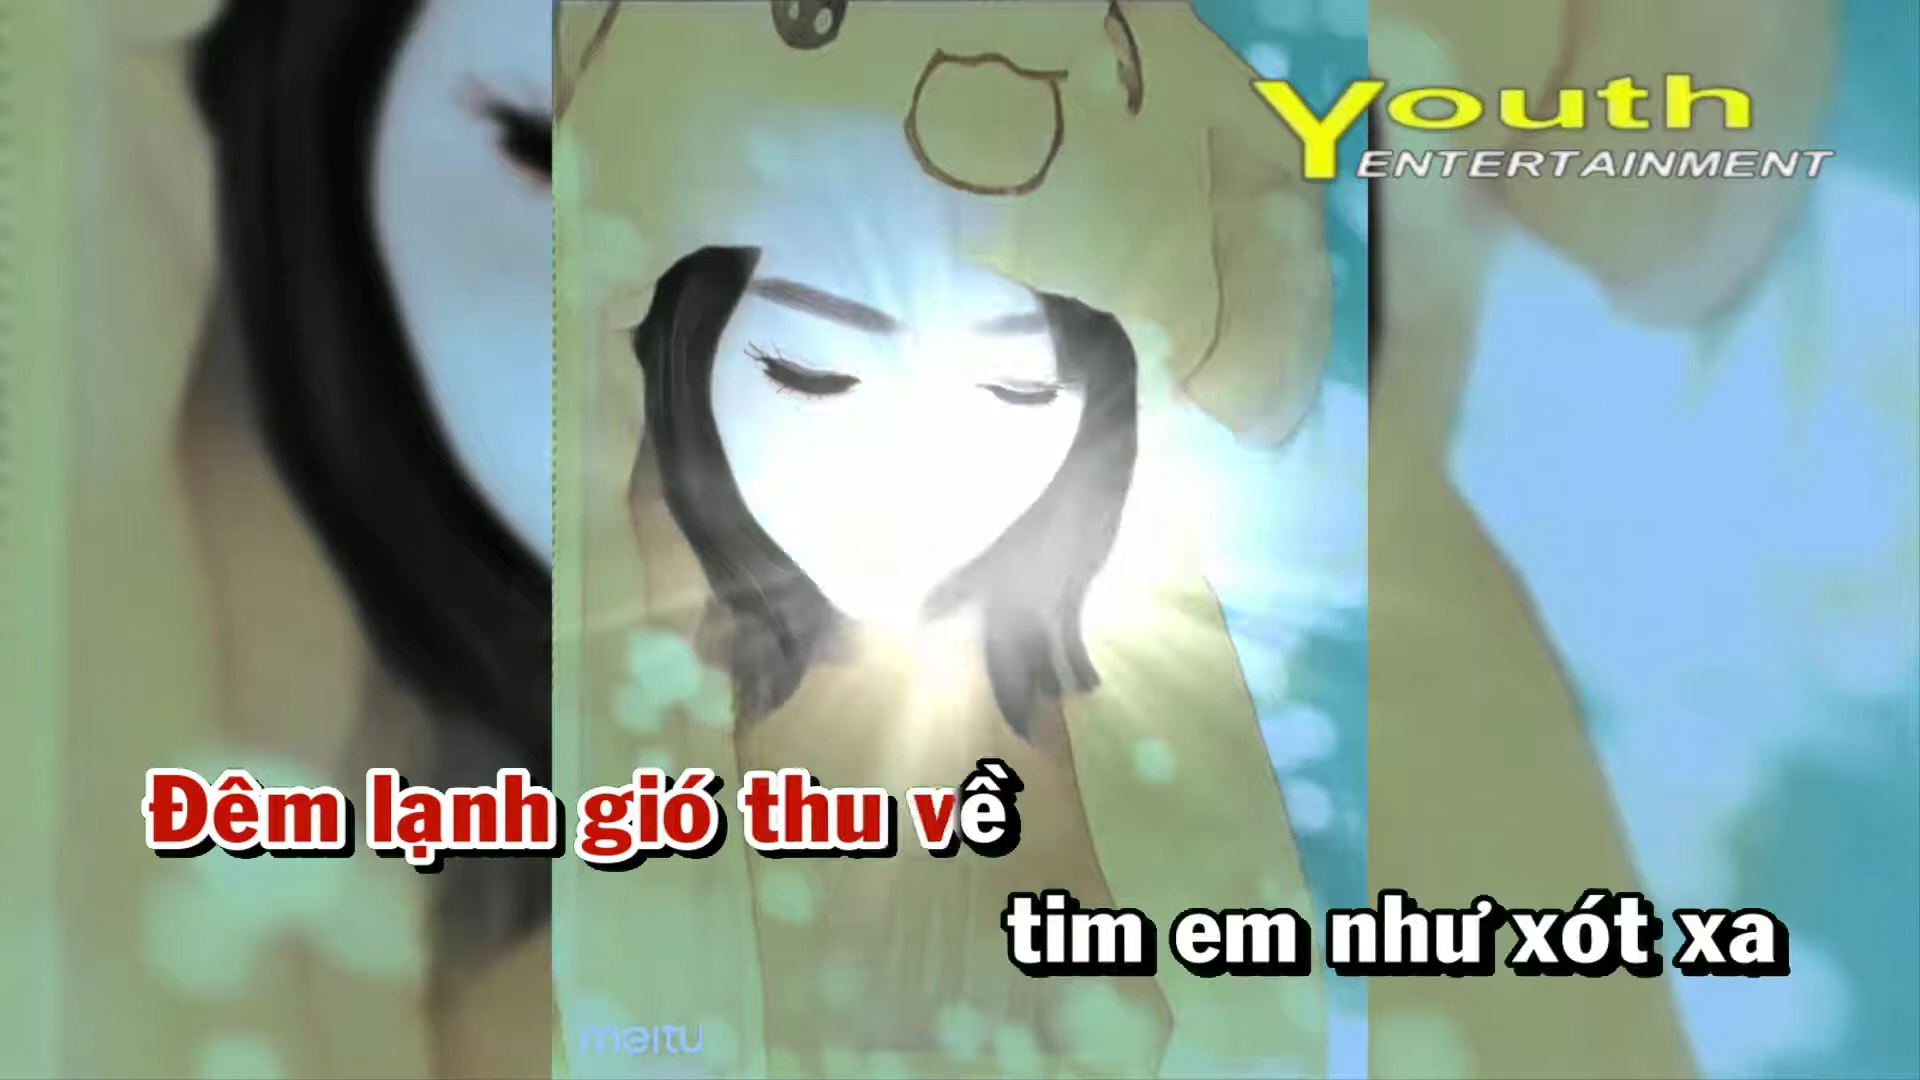 Youth
ENTERTAINMENT
Đêm lạnh gió thu về
tim em như xót xa
meitu